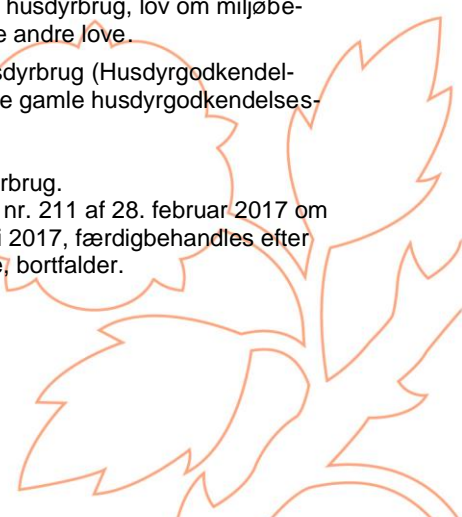 husdyrbrug, lov om miljøbe-
e andre love.
sdyrbrug (Husdyrgodkendel-
e gamle husdyrgodkendelses-
rbrug.
nr. 211 af 28. februar 2017 om
i 2017, færdigbehandles efter
e, bortfalder.